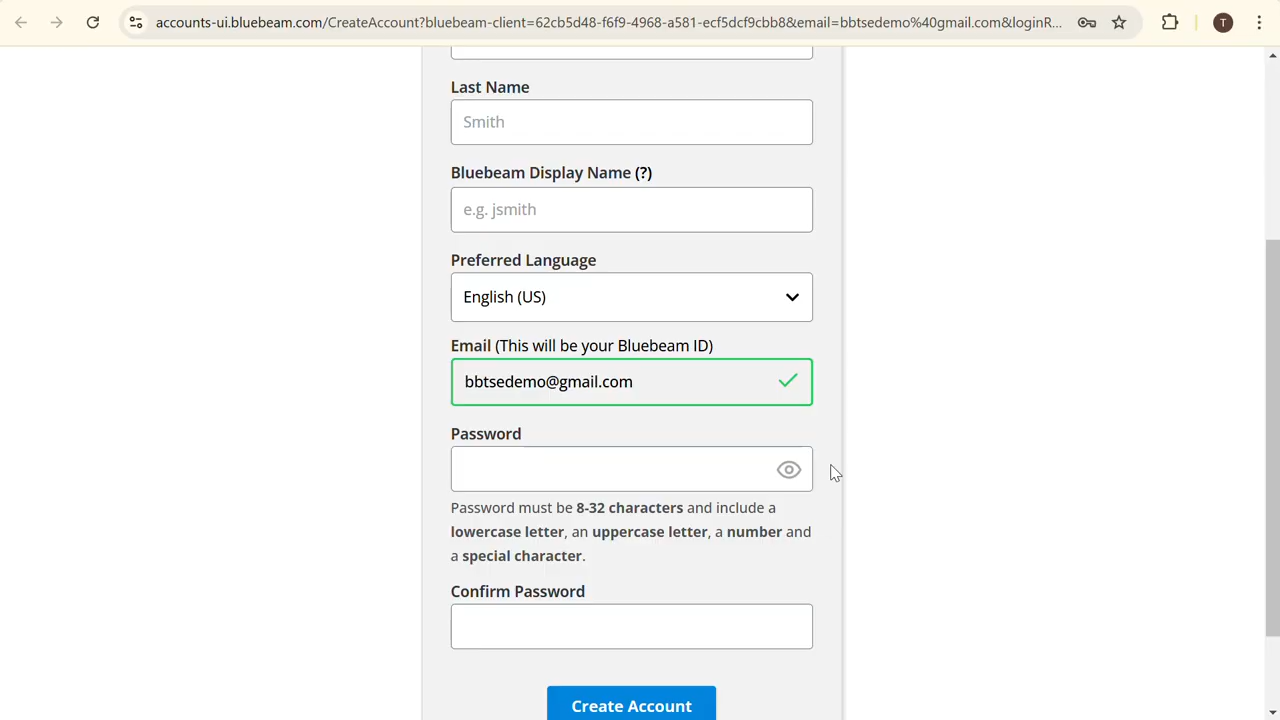 accounts-ui.bluebeam.com/CreateAccount?bluebeam-client=62cb5d48-f6f9-4968-a581-ecf5dcf9cbb8&email=bbtsedemo%40gmail.com&loginR...
T
Last Name
Smith
Bluebeam Display Name (?)
e.g. jsmith
Preferred Language
English (US)
Email (This will be your Bluebeam ID)
bbtsedemo@gmail.com
Password
Password must be 8-32 characters and include a
lowercase letter, an uppercase letter, a number and
a special character.
Confirm Password
Create Account